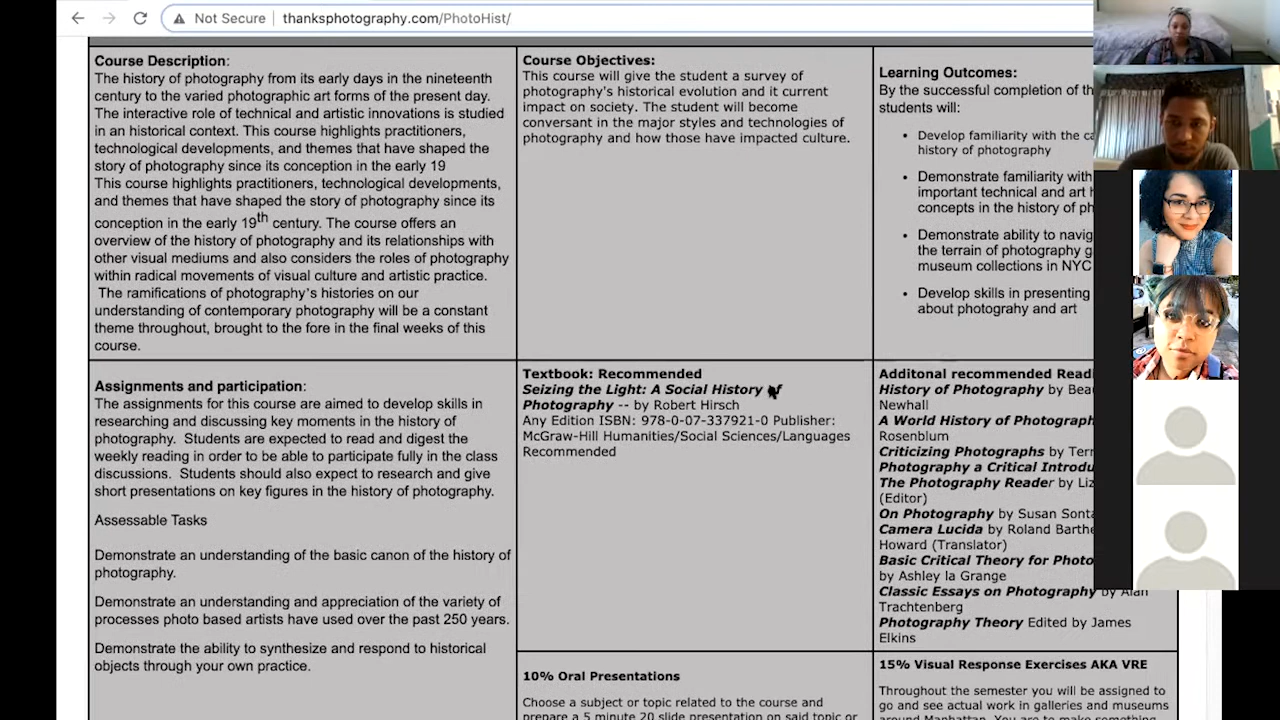 Not Secure
thanksphotography.com/PhotoHist/
Course Description:
The history of photography from its early days in the nineteenth
century to the varied photographic art forms of the present day.
The interactive role of technical and artistic innovations is studied
in an historical context. This course highlights practitioners,
technological developments, and themes that have shaped the
story of photography since its conception in the early 19
This course highlights practitioners, technological developments,
and themes that have shaped the story of photography since its
conception in the early 19th century. The course offers an
overview of the history of photography and its relationships with
other visual mediums and also considers the roles of photography
within radical movements of visual culture and artistic practice.
The ramifications of photography's histories on our
understanding of contemporary photography will be a constant
theme throughout, brought to the fore in the final weeks of this
course.
Course Objectives:
This course will give the student a survey of
photography's historical evolution and it current
impact on society. The student will become
conversant in the major styles and technologies of
photography and how those have impacted culture.
Learning Outcomes:
By the successful completion of th
students will:
• Develop familiarity with the ca
history of photography
• Demonstrate familiarity with
important technical and art h
concepts in the history of ph
• Demonstrate ability to navig
the terrain of photography g
museum collections in NYC
• Develop skills in presenting
about photograhy and art
Assignments and participation:
The assignments for this course are aimed to develop skills in
researching and discussing key moments in the history of
photography. Students are expected to read and digest the
weekly reading in order to be able to participate fully in the class
discussions. Students should also expect to research and give
short presentations on key figures in the history of photography.
Assessable Tasks
Demonstrate an understanding of the basic canon of the history of
photography.
Demonstrate an understanding and appreciation of the variety of
processes photo based artists have used over the past 250 years.
Demonstrate the ability to synthesize and respond to historical
objects through your own practice.
Textbook: Recommended
Seizing the Light: A Social History of
Photography -- by Robert Hirsch
Any Edition ISBN: 978-0-07-337921-0 Publisher:
McGraw-Hill Humanities/Social Sciences/Languages
Recommended
Additonal recommended Readi
History of Photography by Beau
Newhall
A World History of Photograph
Rosenblum
Criticizing Photographs by Terr
Photography a Critical Introdu
The Photography Reader by Liz
(Editor)
On Photography by Susan Sonta
Camera Lucida by Roland Barthe
Howard (Translator)
Basic Critical Theory for Photo
by Ashley la Grange
Classic Essays on Photography by Alan
Trachtenberg
Photography Theory Edited by James
Elkins
10% Oral Presentations
Choose a subject or topic related to the course and
prepare a 5 minute 20 slide presentation on said topic or
15% Visual Response Exercises AKA VRE
Throughout the semester you will be assigned to
go and see actual work in galleries and museums
around Manhattan. You are to make something